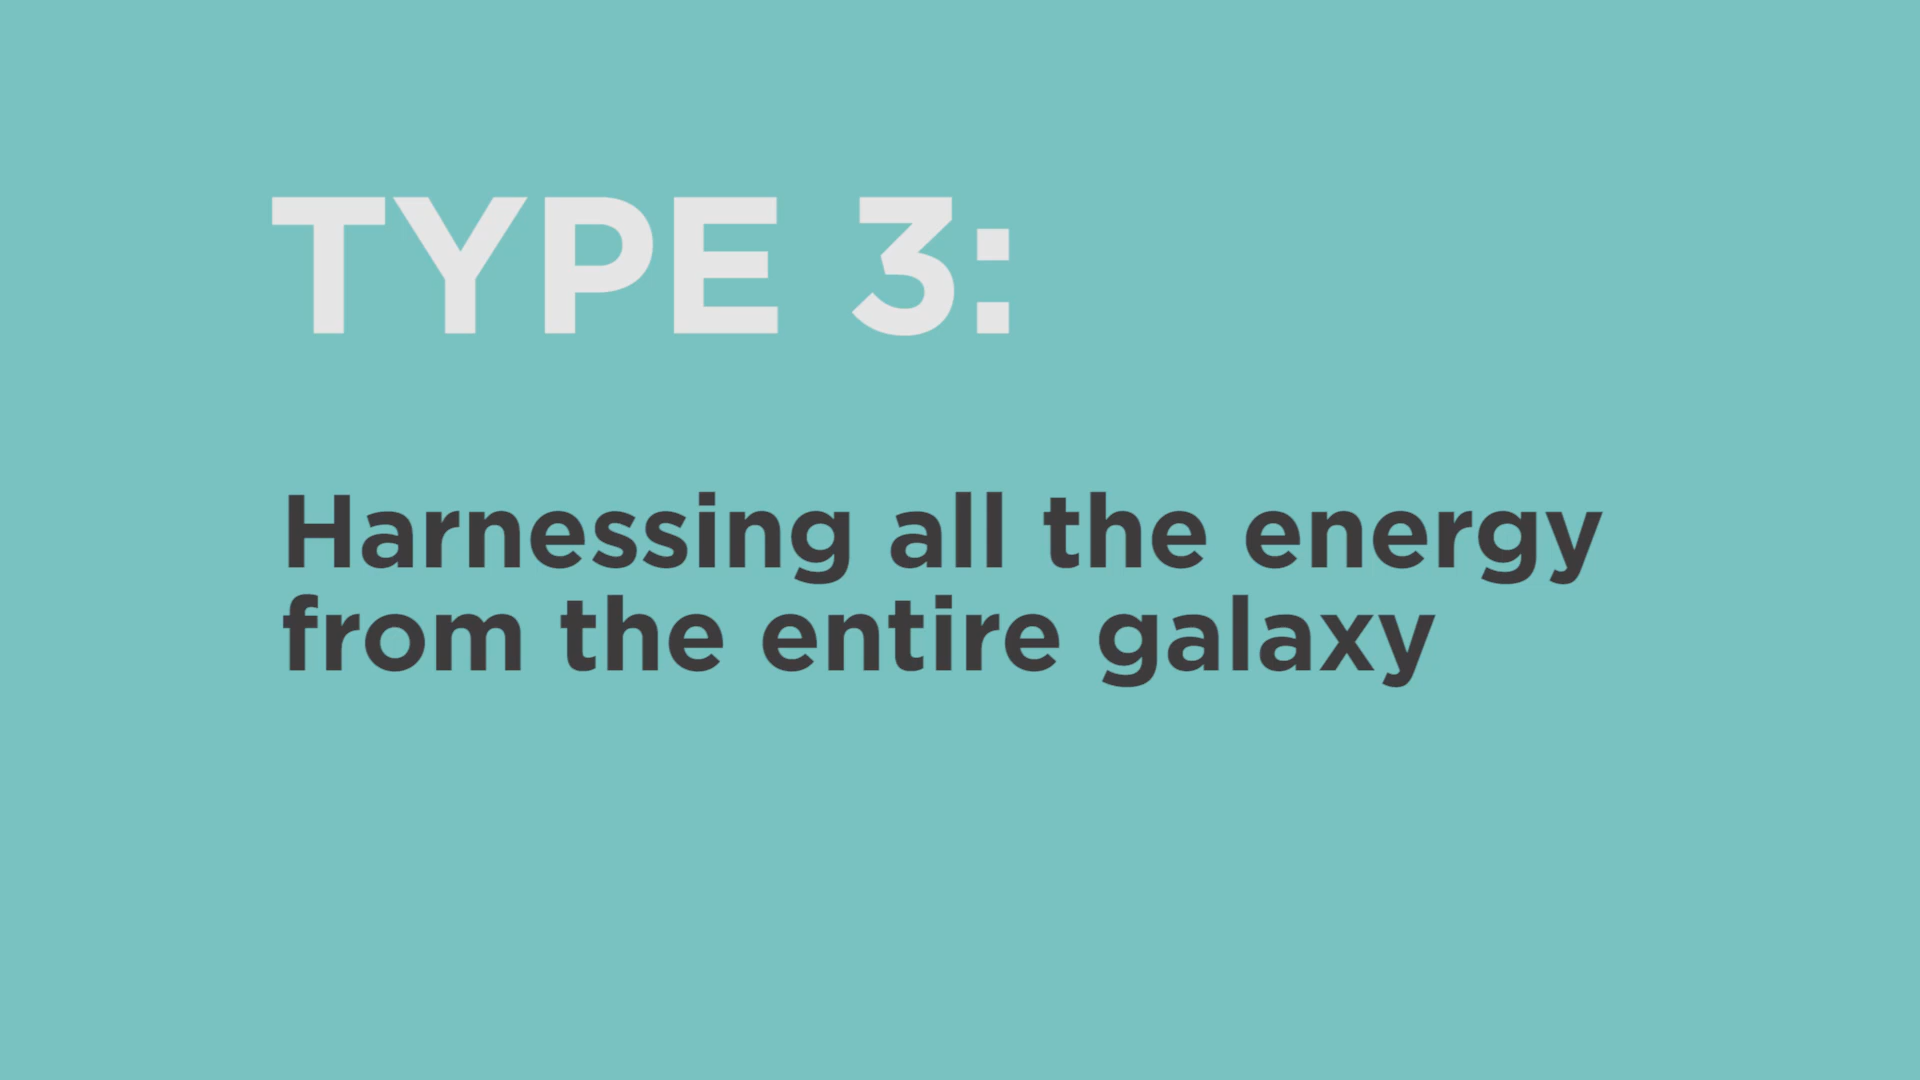 TYPE 3:
Harnessing all the energy
from the entire galaxy